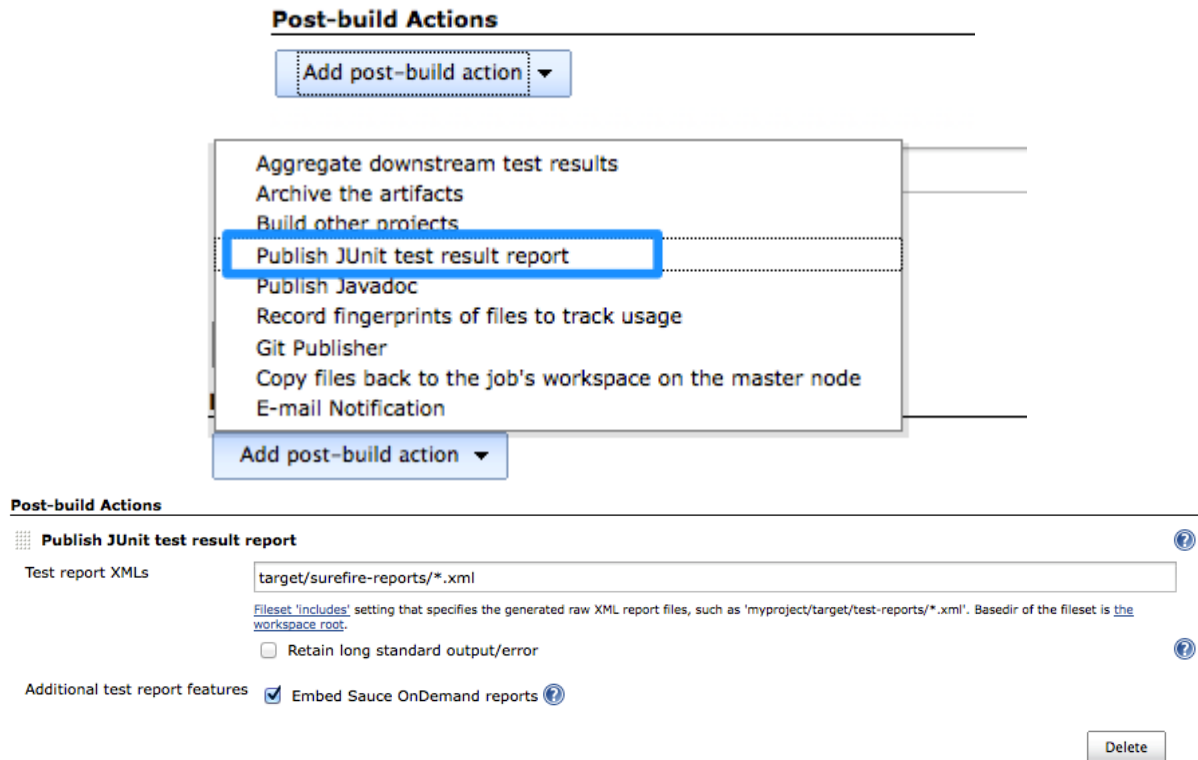 Post-build Actions
Add post-build action
Aggregate downstream test results
Archive the artifacts
Build other projects
Publish JUnit test result report
Publish Javadoc
Record fingerprints of files to track usage
Git Publisher
Copy files back to the job's workspace on the master node
E-mail Notification
Add post-build action
Post-build Actions
Publish JUnit test result report
Test report XMLs
target/surefire-reports/*.xml
Fileset 'includes' setting that specifies the generated raw XML report files, such as 'myproject/target/test-reports/*.xml'. Basedir of the fileset is the
workspace root.
Retain long standard output/error
Additional test report features
Embed Sauce OnDemand reports
Delete